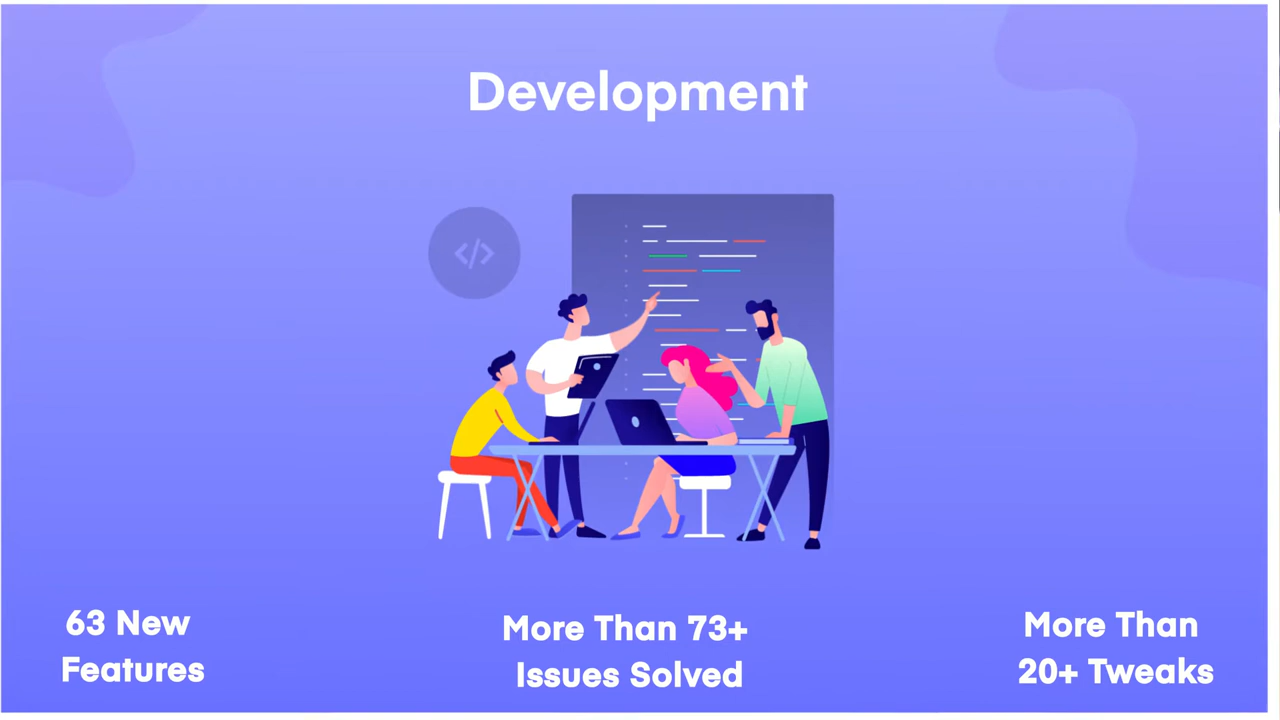 Development
</>
63 New
Features
More Than 73+
Issues Solved
More Than
20+ Tweaks